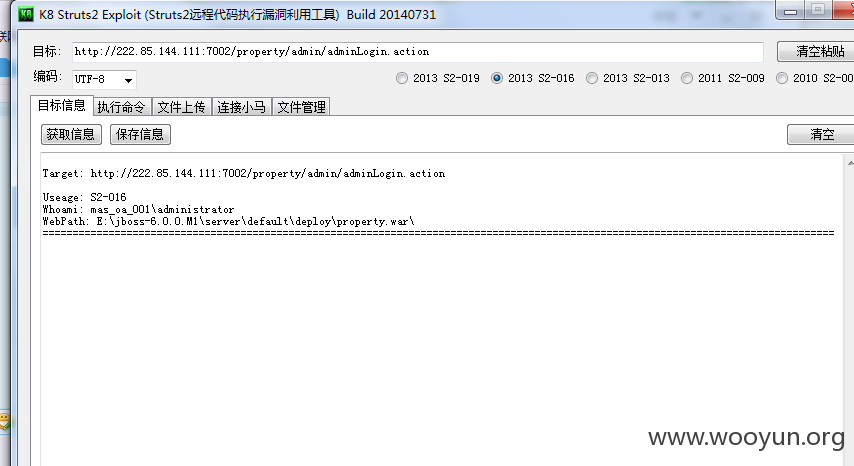 K8 Struts2 Exploit (Struts2远程代码执行漏洞利用工具) Build 20140731
目标: http://222.85.144.111:7002/property/admin/adminLogin.action 清空粘贴
编码: UTF-8 2013 S2-019 2013 S2-016 2013 S2-013 2011 S2-009 2010 S2-00
目标信息 执行命令 文件上传 连接小马 文件管理
获取信息 保存信息 清空
Target: http://222.85.144.111:7002/property/admin/adminLogin.action
Useage: S2-016
Whoami: mas_oa_001\administrator
WebPath: E:\jboss-6.0.0.M1\server\default\deploy\property.war\
www.wooyun.org